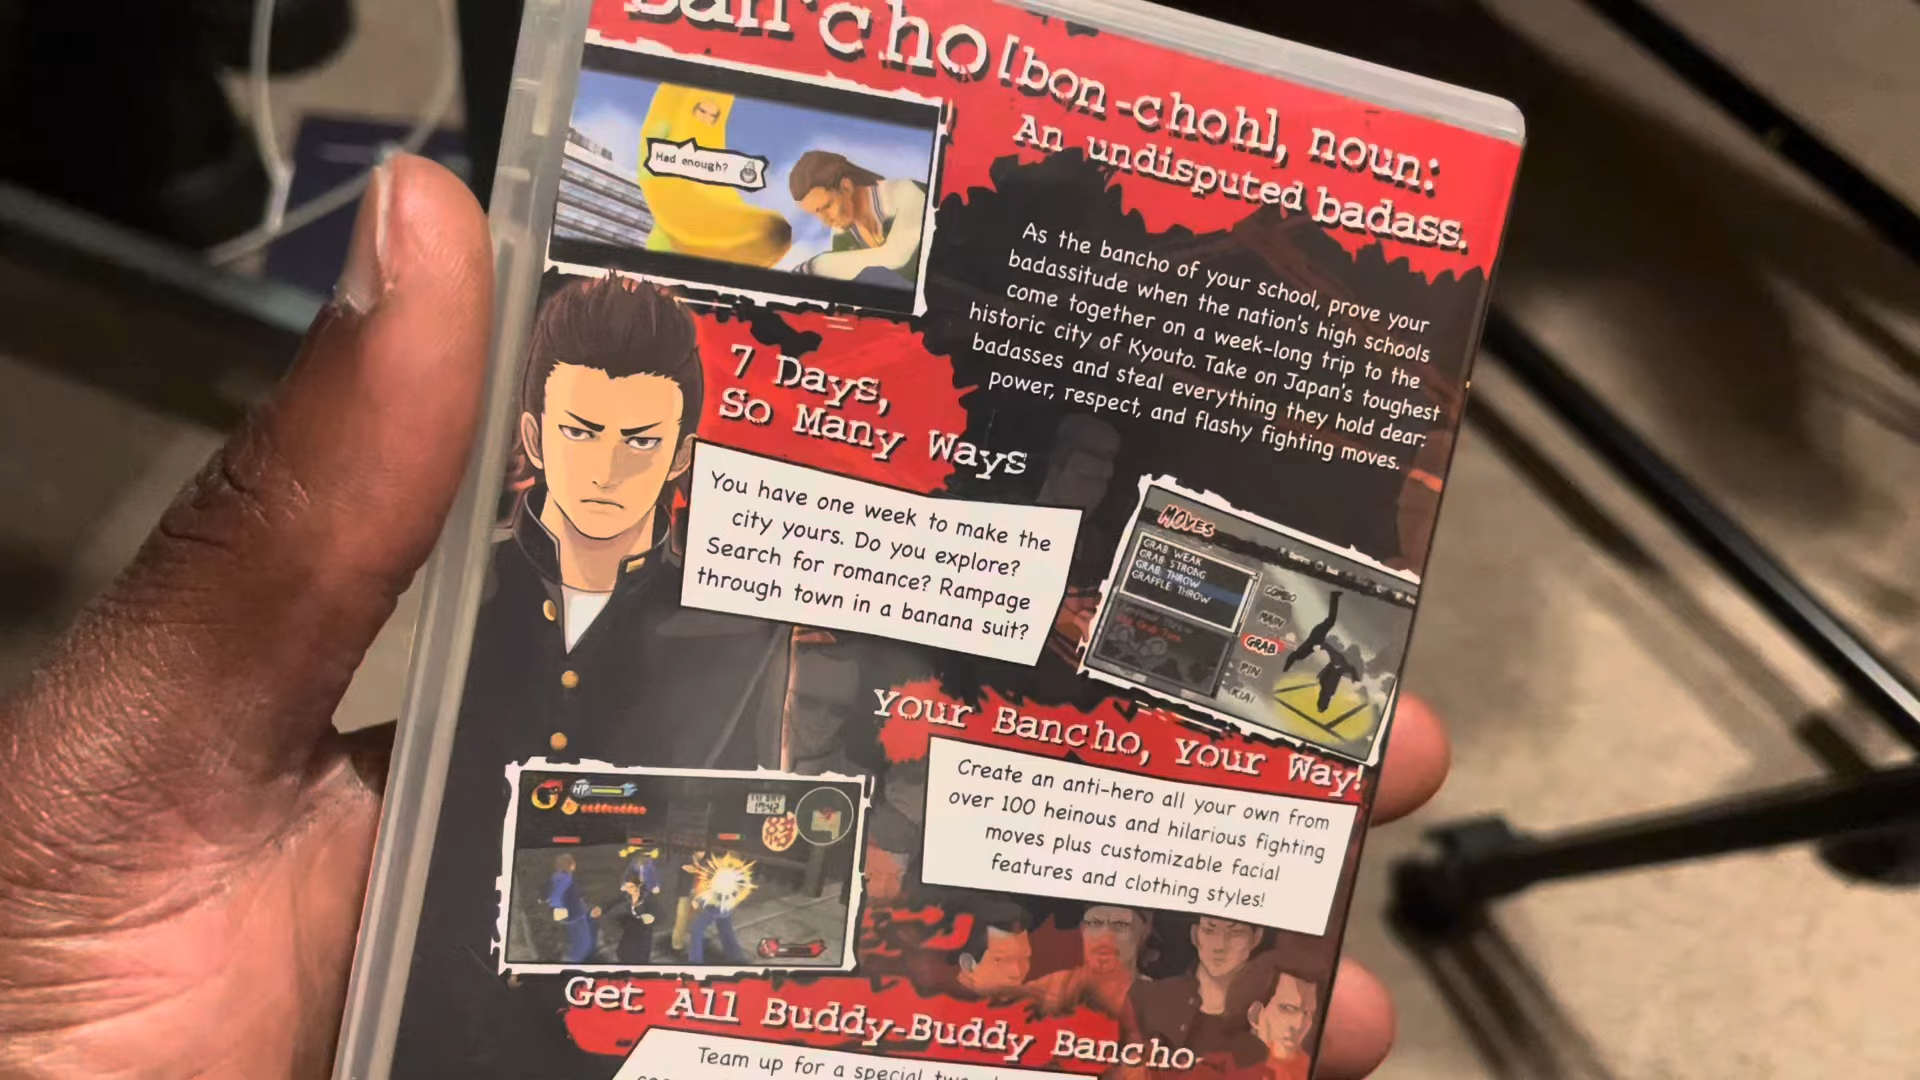 Ban·cho [bon-choh], noun:
An undisputed badass.
Had enough?
As the bancho of your school, prove your
badassitude when the nation's high schools
come together on a week-long trip to the
historic city of Kyouto. Take on Japan's toughest
badasses and steal everything they hold dear:
power, respect, and flashy fighting moves.
7 Days,
So Many Ways
You have one week to make the
city yours. Do you explore?
Search for romance? Rampage
through town in a banana suit?
MOVES
GRAB WEAK
GRAB STRONG
GRAB THROW
GRAPPLE THROW
COMBO
MAIN
GRAB
PIN
KIAI
Your Bancho, Your Way!
Create an anti-hero all your own from
over 100 heinous and hilarious fighting
moves plus customizable facial
features and clothing styles!
HP
Get All Buddy-Buddy Bancho
Team up for a special